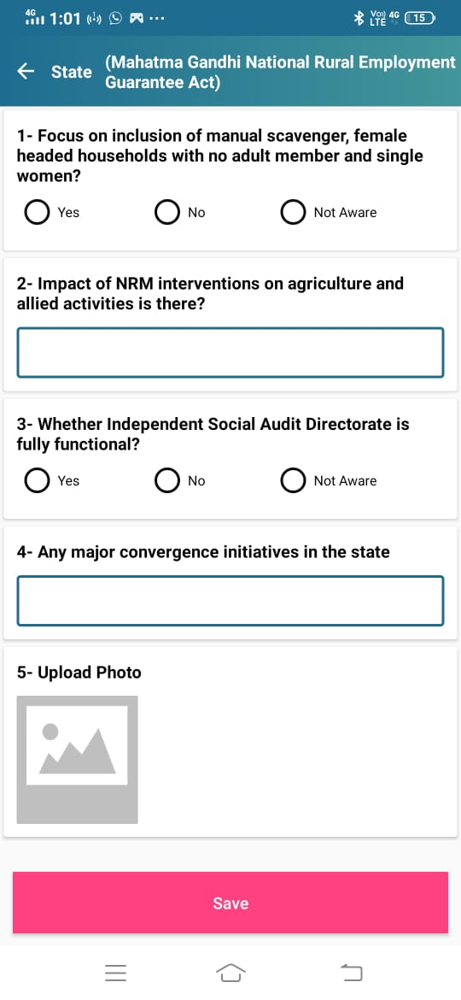 4G 1:01 ... Vo) 4G LTE 15
State (Mahatma Gandhi National Rural Employment
Guarantee Act)
1- Focus on inclusion of manual scavenger, female
headed households with no adult member and single
women?
Yes No Not Aware
2- Impact of NRM interventions on agriculture and
allied activities is there?
3- Whether Independent Social Audit Directorate is
fully functional?
Yes No Not Aware
4- Any major convergence initiatives in the state
5- Upload Photo
Save